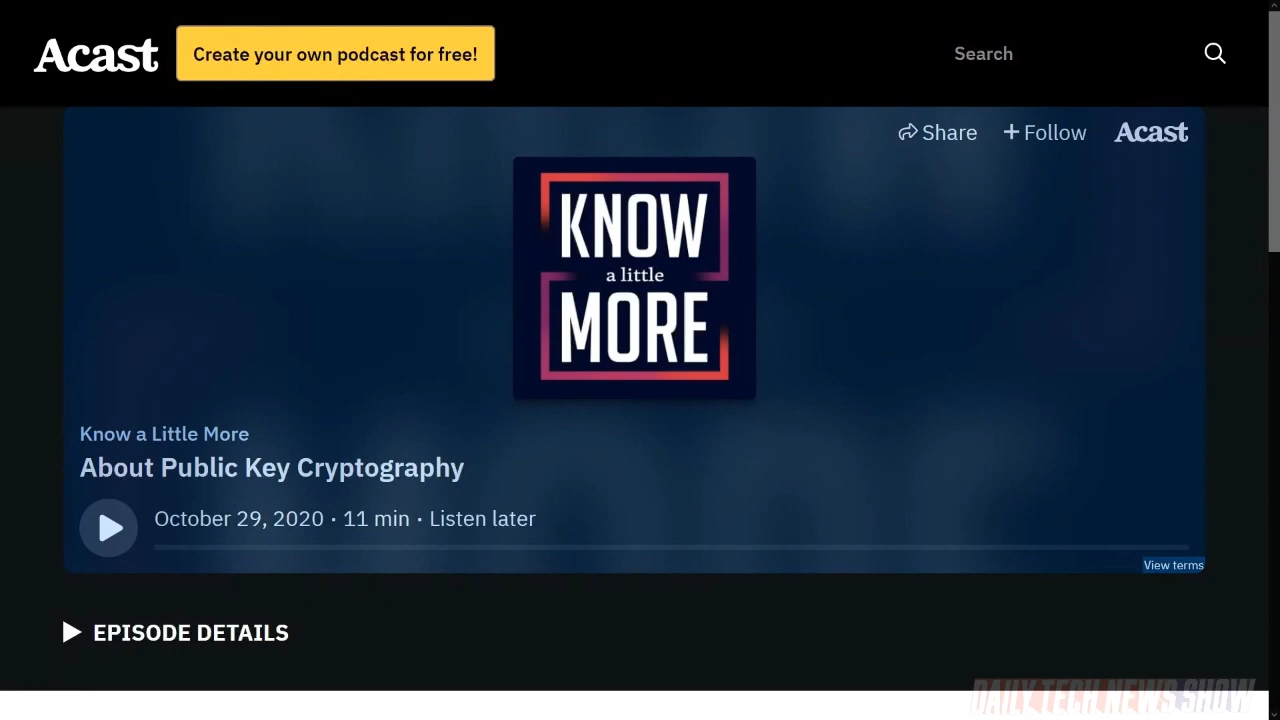 Acast
Create your own podcast for free!
Search
Share
+ Follow
Acast
KNOW
a little
MORE
Know a Little More
About Public Key Cryptography
October 29, 2020 · 11 min · Listen later
View terms
EPISODE DETAILS
DAILY TECH NEWS SHOW